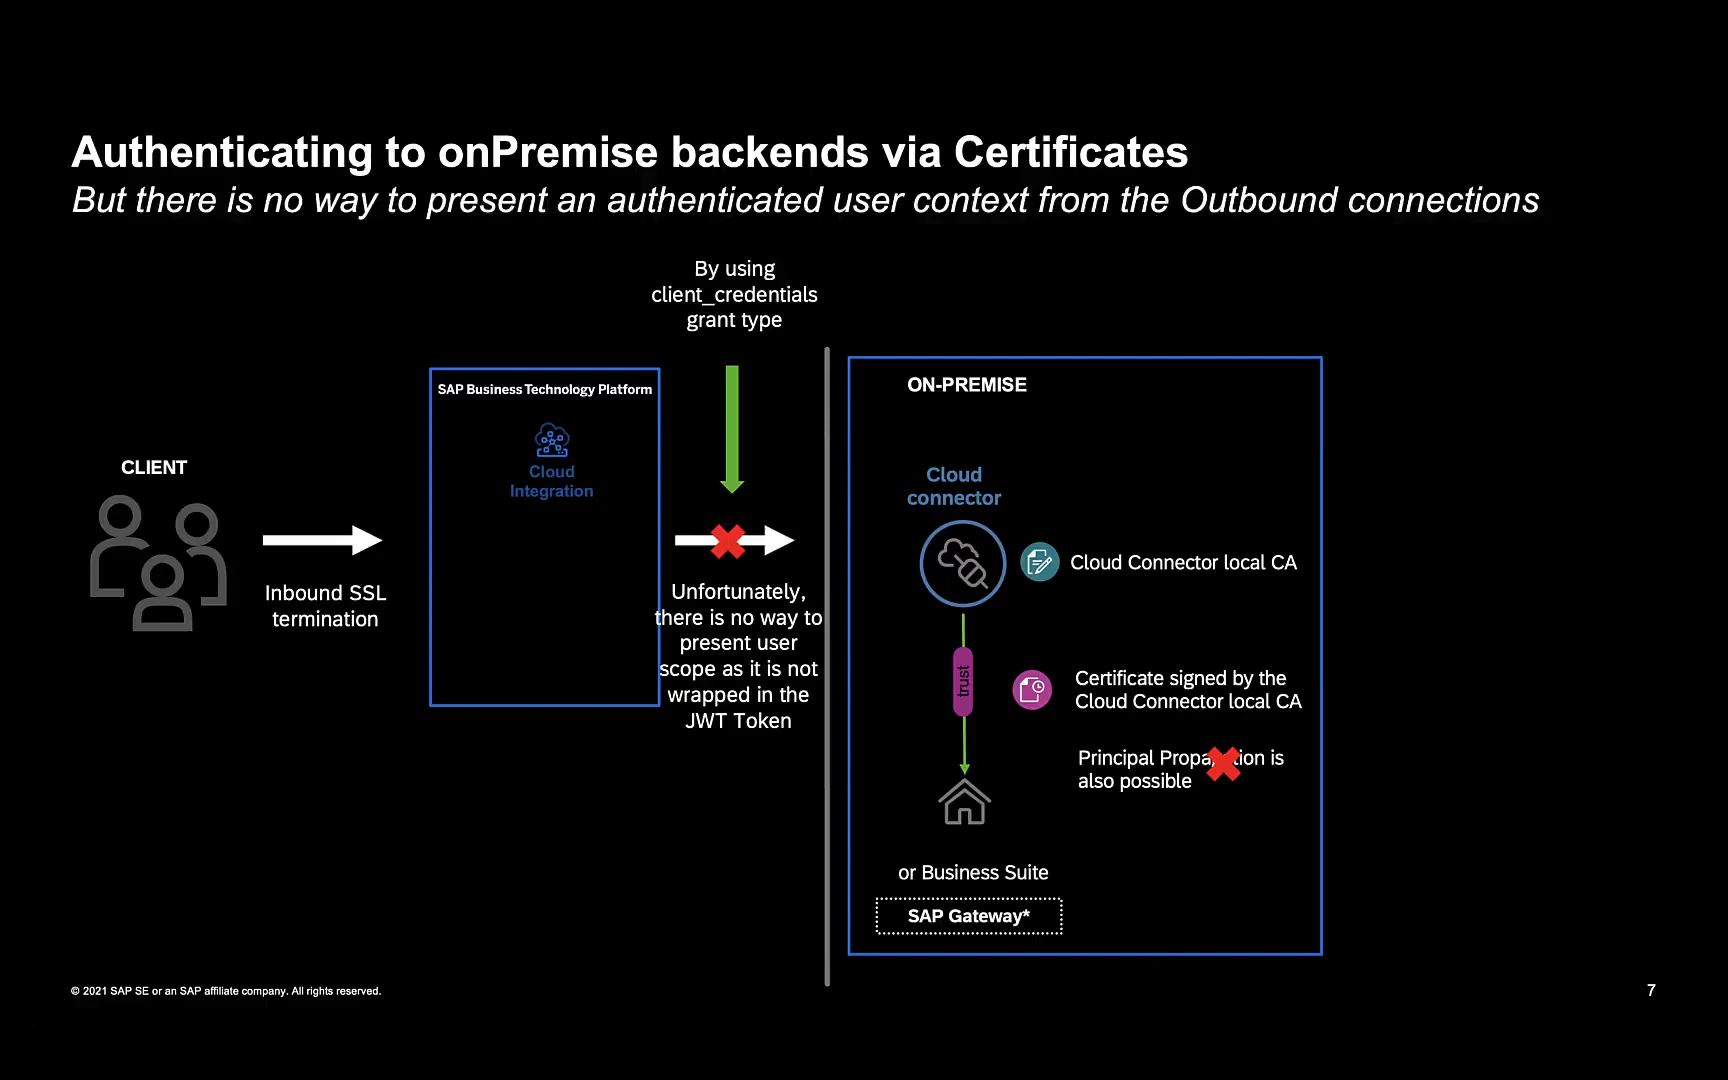 Authenticating to onPremise backends via Certificates
But there is no way to present an authenticated user context from the Outbound connections
By using
client_credentials
grant type
SAP Business Technology Platform
Cloud
Integration
CLIENT
Inbound SSL
termination
Unfortunately,
there is no way to
present user
scope as it is not
wrapped in the
JWT Token
ON-PREMISE
Cloud
connector
Cloud Connector local CA
trust
Certificate signed by the
Cloud Connector local CA
Principal Propagation is
also possible
or Business Suite
SAP Gateway*
© 2021 SAP SE or an SAP affiliate company. All rights reserved.
7